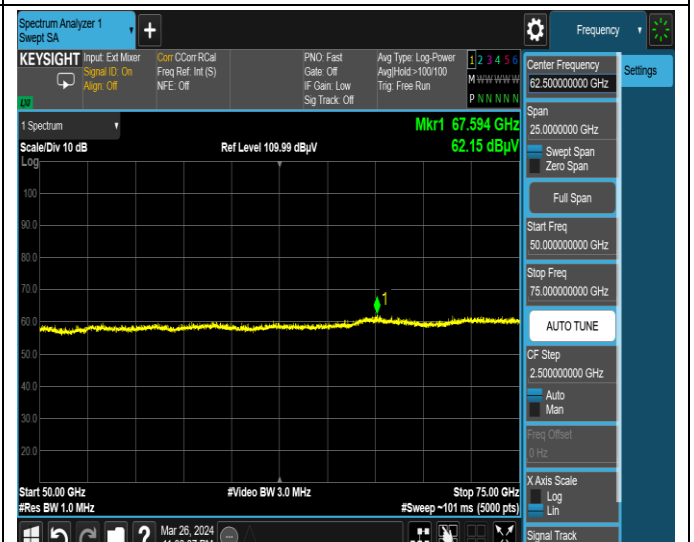 Spectrum Analyzer 1
Swept SA
Frequency
KEYSIGHT
Input: Ext Mixer
Signal ID: On
Align: Off
Corr CCorr RCal
Freq Ref: Int (S)
NFE: Off
PNO: Fast
Gate: Off
IF Gain: Low
Sig Track: Off
Avg Type: Log-Power
Avg|Hold:>100/100
Trig: Free Run
1 2 3 4 5 6
M W W W W W
P N N N N N
LXI
1 Spectrum
Mkr1 67.594 GHz
Scale/Div 10 dB
Ref Level 109.99 dBµV
62.15 dBµV
Log
100
90.0
80.0
70.0
60.0
50.0
40.0
30.0
20.0
1
Start 50.00 GHz
#Video BW 3.0 MHz
Stop 75.00 GHz
#Res BW 1.0 MHz
#Sweep ~101 ms (5000 pts)
Mar 26, 2024
Center Frequency
62.500000000 GHz
Settings
Span
25.0000000 GHz
Swept Span
Zero Span
Full Span
Start Freq
50.000000000 GHz
Stop Freq
75.000000000 GHz
AUTO TUNE
CF Step
2.500000000 GHz
Auto
Man
Freq Offset
0 Hz
X Axis Scale
Log
Lin
Signal Track